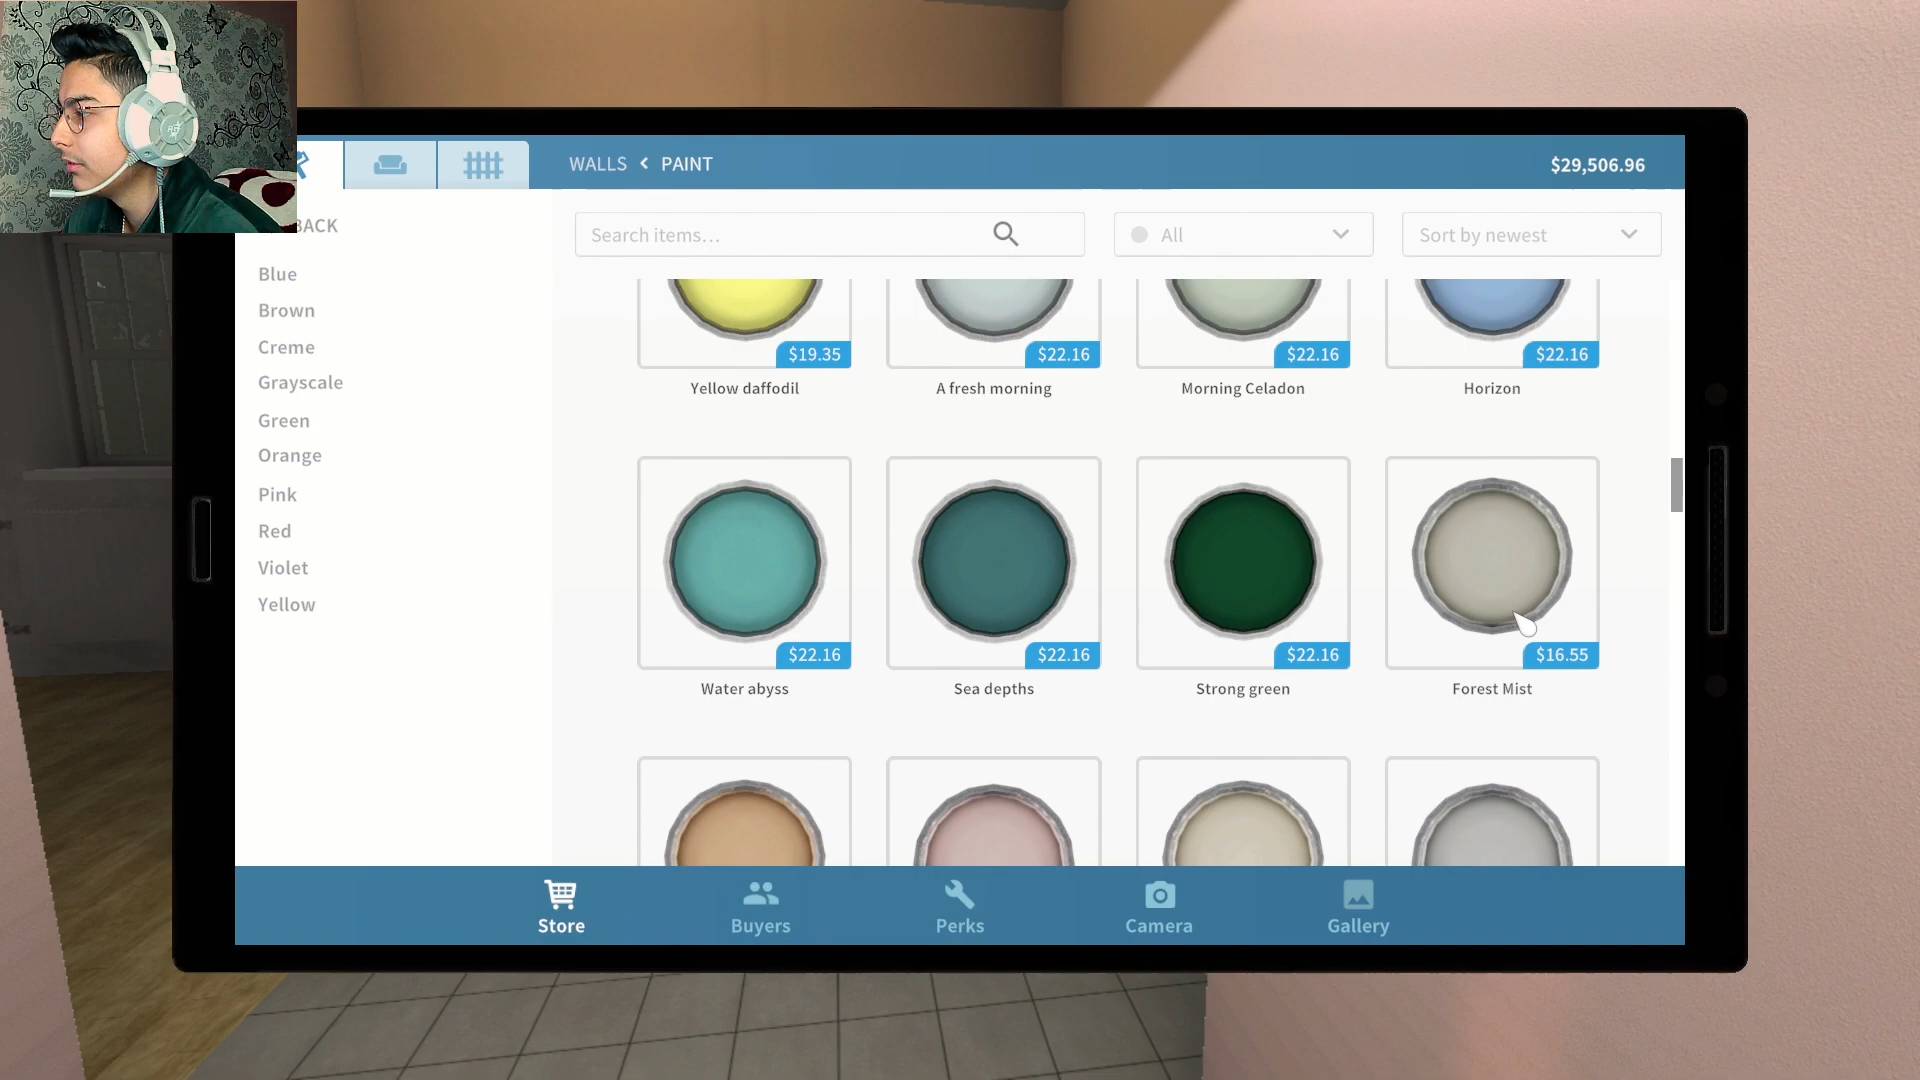 WALLS < PAINT
$29,506.96
BACK
Search items...
All
Sort by newest
Blue
Brown
Creme
Grayscale
Green
Orange
Pink
Red
Violet
Yellow
$19.35
$22.16
$22.16
$22.16
Yellow daffodil
A fresh morning
Morning Celadon
Horizon
$22.16
$22.16
$22.16
$16.55
Water abyss
Sea depths
Strong green
Forest Mist
Store
Buyers
Perks
Camera
Gallery